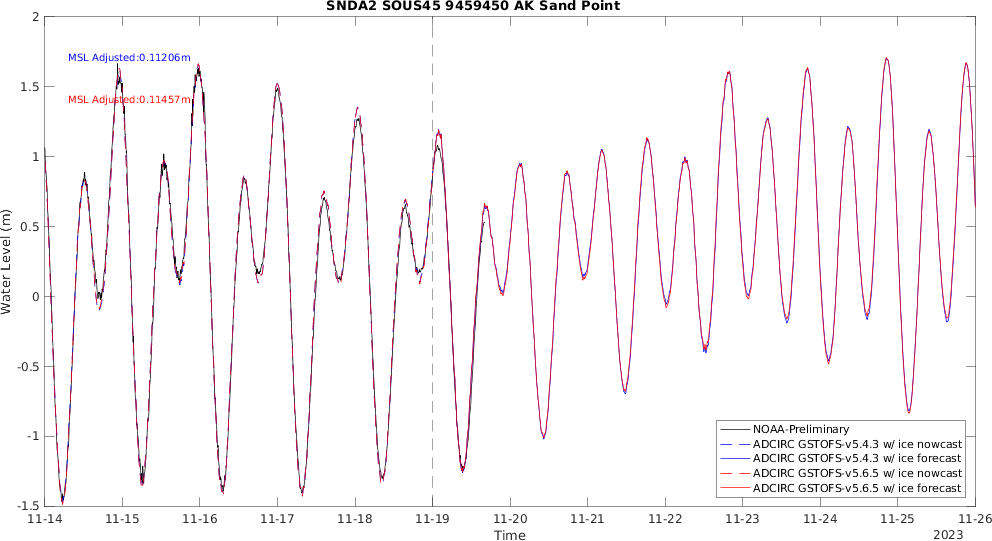 SNDA2 SOUS45 9459450 AK Sand Point
2
1.5
1
0.5
0
-0.5
-1
-1.5
Water Level (m)
MSL Adjusted:0.11206m
MSL Adjusted:0.11457m
NOAA-Preliminary
ADCIRC GSTOFS-v5.4.3 w/ ice nowcast
ADCIRC GSTOFS-v5.4.3 w/ ice forecast
ADCIRC GSTOFS-v5.6.5 w/ ice nowcast
ADCIRC GSTOFS-v5.6.5 w/ ice forecast
11-14 11-15 11-16 11-17 11-18 11-19 11-20 11-21 11-22 11-23 11-24 11-25 11-26
Time
2023